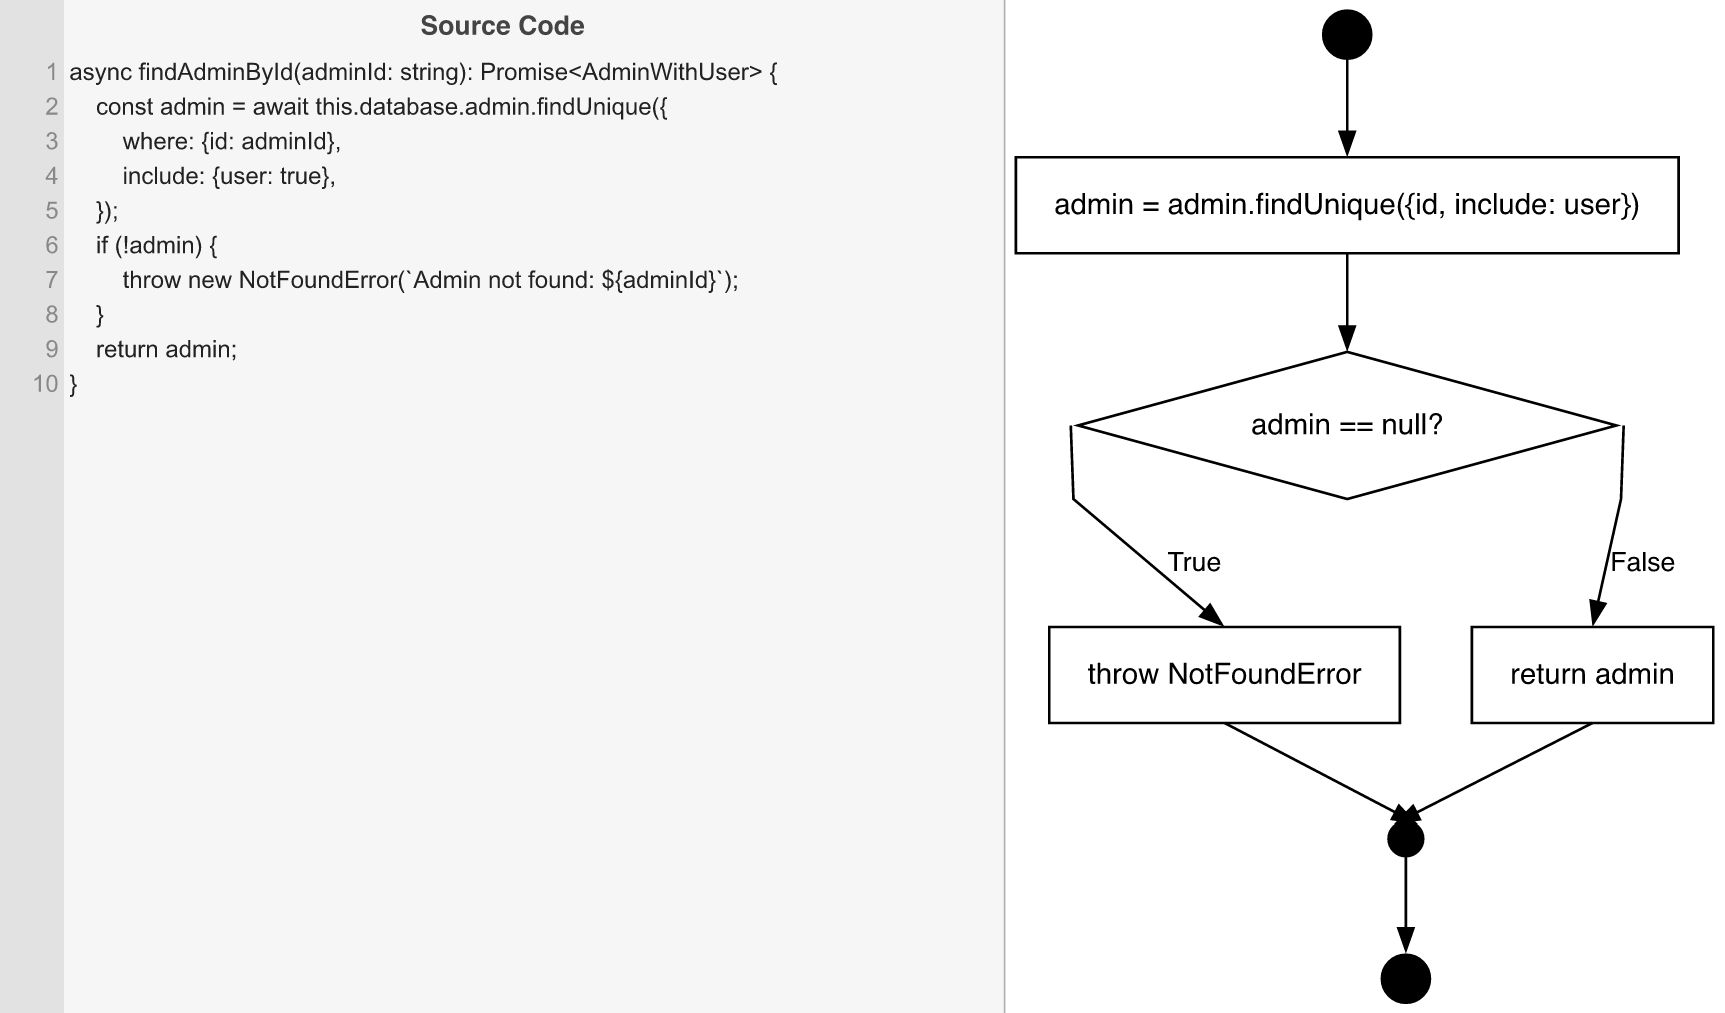 Source Code
1 async findAdminById(adminId: string): Promise<AdminWithUser> {
2 const admin = await this.database.admin.findUnique({
3 where: {id: adminId},
4 include: {user: true},
5 });
6 if (!admin) {
7 throw new NotFoundError(`Admin not found: ${adminId}`);
8 }
9 return admin;
10 }
admin = admin.findUnique({id, include: user})
admin == null?
True
False
throw NotFoundError
return admin